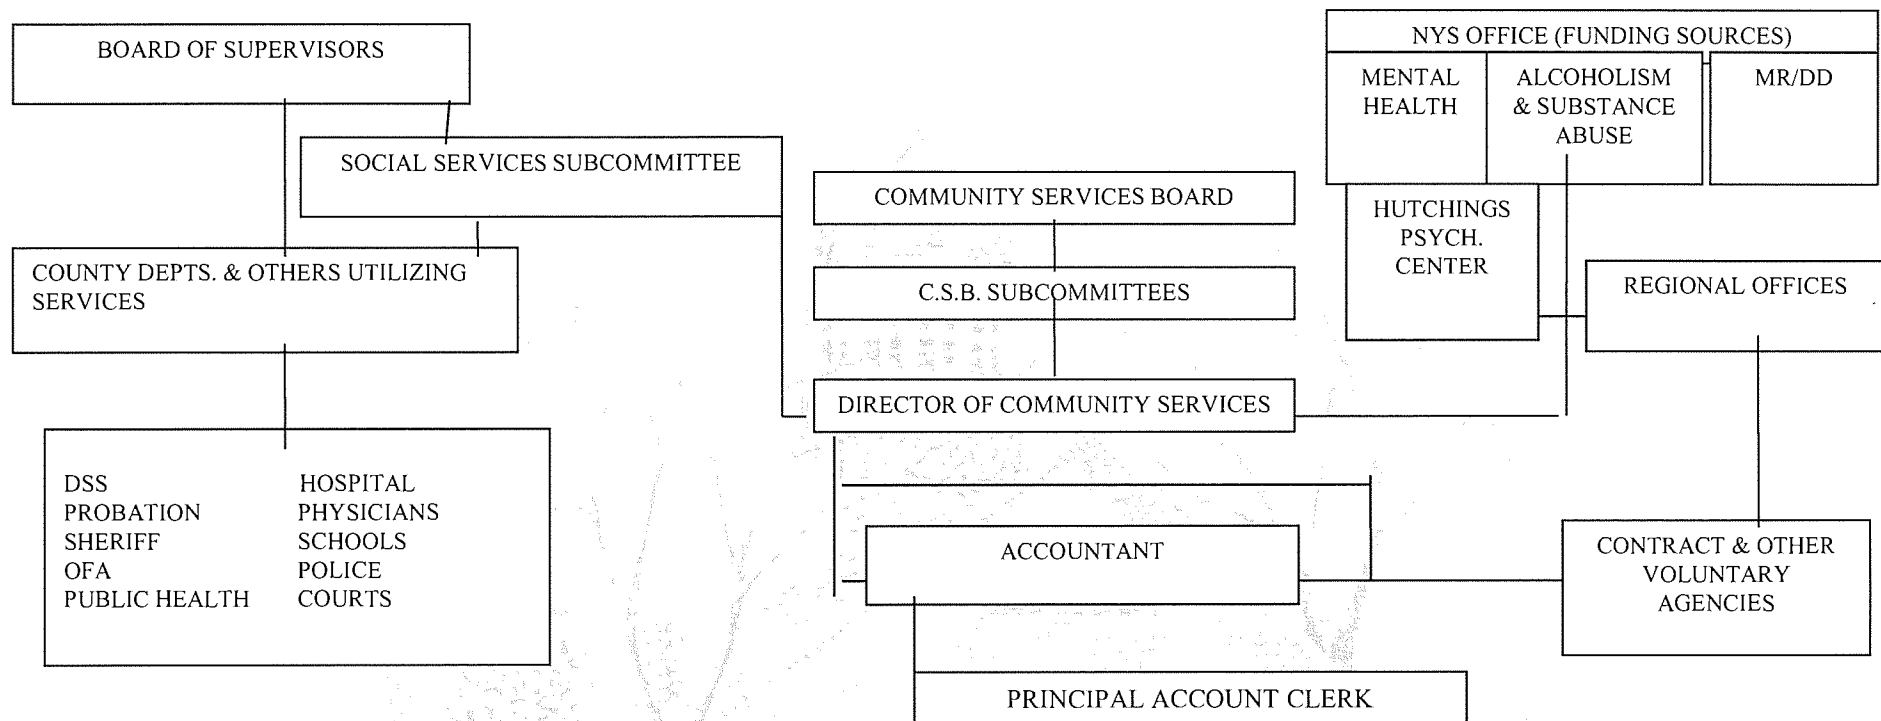 BOARD OF SUPERVISORS
SOCIAL SERVICES SUBCOMMITTEE
COUNTY DEPTS. & OTHERS UTILIZING
SERVICES
DSS HOSPITAL
PROBATION PHYSICIANS
SHERIFF SCHOOLS
OFA POLICE
PUBLIC HEALTH COURTS
COMMUNITY SERVICES BOARD
C.S.B. SUBCOMMITTEES
DIRECTOR OF COMMUNITY SERVICES
ACCOUNTANT
PRINCIPAL ACCOUNT CLERK
NYS OFFICE (FUNDING SOURCES)
MENTAL
HEALTH
ALCOHOLISM
& SUBSTANCE
ABUSE
MR/DD
HUTCHINGS
PSYCH.
CENTER
REGIONAL OFFICES
CONTRACT & OTHER
VOLUNTARY
AGENCIES